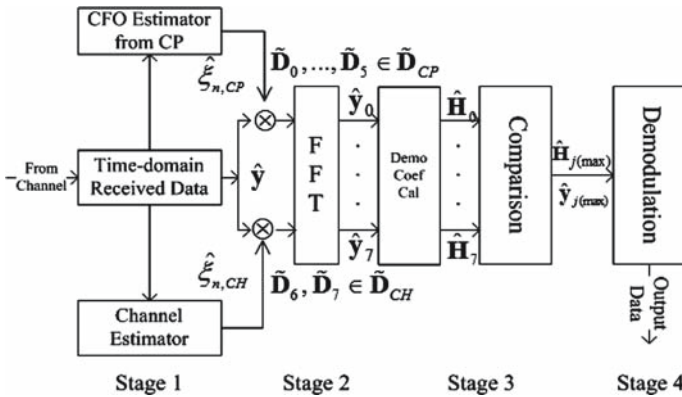 CFO Estimator
from CP
ξ̂n,CP
D̃0,...,D̃5 ∈ D̃CP
From
Channel
Time-domain
Received Data
ŷ
F
F
T
ŷ0
.
.
.
ŷ7
Demo
Coef
Cal
Ĥ0
.
.
.
Ĥ7
Comparison
Ĥj(max)
ŷj(max)
Demodulation
ξ̂n,CH
D̃6,D̃7 ∈ D̃CH
Channel
Estimator
Output
Data
Stage 1 Stage 2 Stage 3 Stage 4